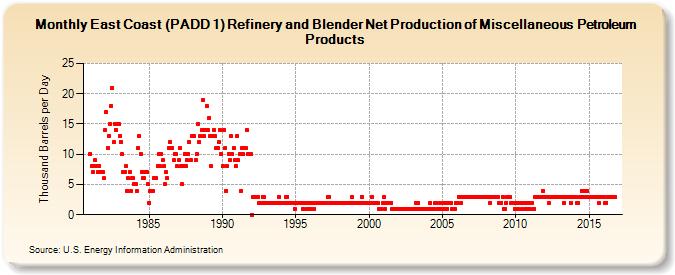 Monthly East Coast (PADD 1) Refinery and Blender Net Production of Miscellaneous Petroleum
Products
Thousand Barrels per Day
25
20
15
10
5
0
1985 1990 1995 2000 2005 2010 2015
Source: U.S. Energy Information Administration